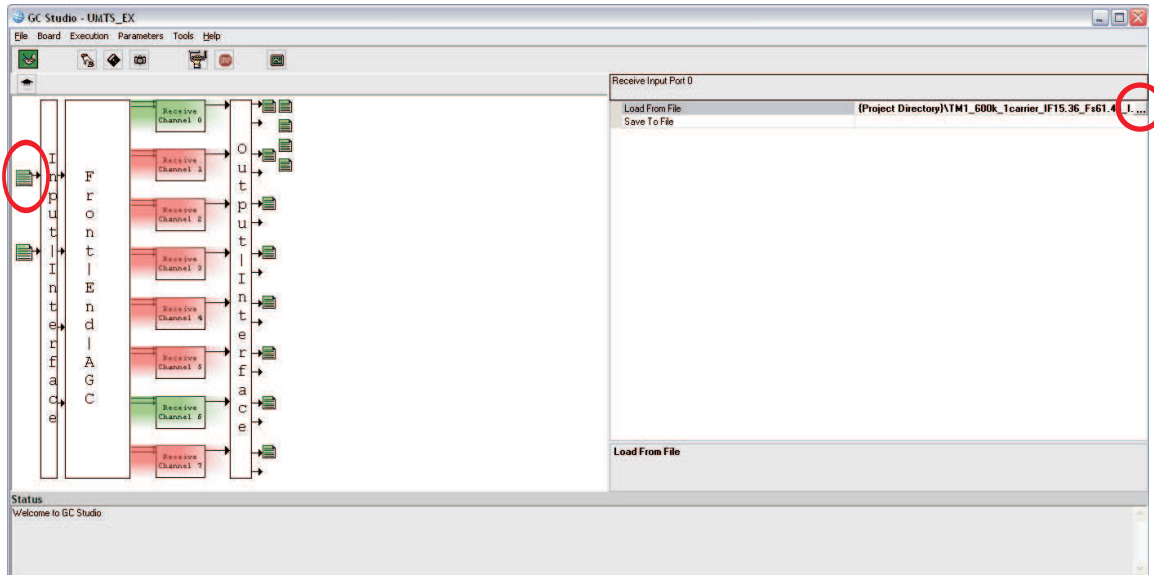 GC Studio - UMTS_EX
File Board Execution Parameters Tools Help
Receive Input Port 0
Load From File {Project Directory}\TM1_600k_1carrier_IF15.36_Fs61.4 _I. ...
Save To File
Input|Interface
Front|End|AGC
Receive
Channel 0
Receive
Channel 1
Receive
Channel 2
Receive
Channel 3
Receive
Channel 4
Receive
Channel 5
Receive
Channel 6
Receive
Channel 7
Output|Interface
Load From File
Status
Welcome to GC Studio